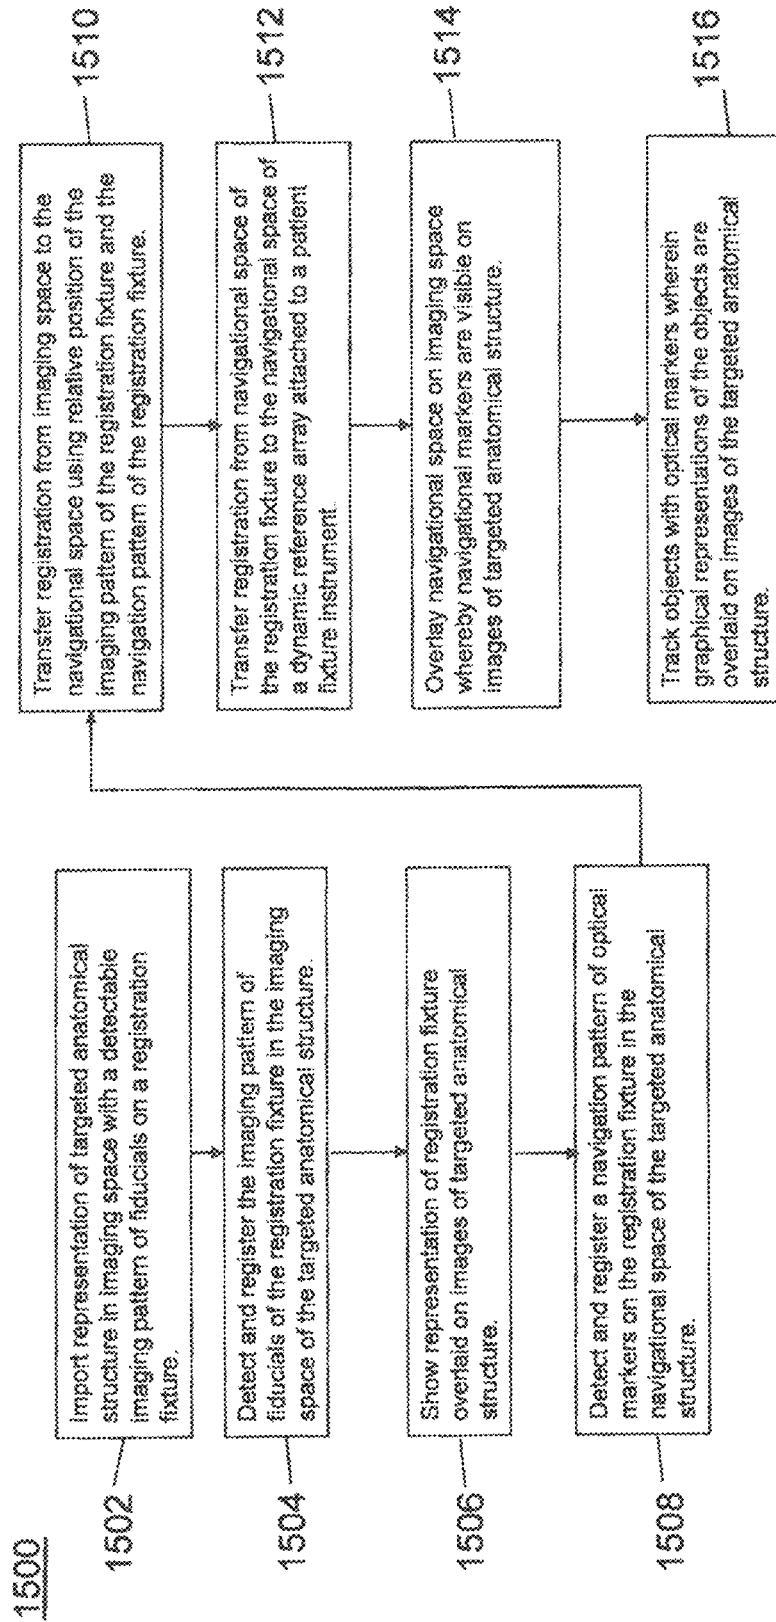 1500
1502
Import representation of targeted anatomical
structure in imaging space with a detectable
imaging pattern of fiducials on a registration
fixture.
1504
Detect and register the imaging pattern of
fiducials of the registration fixture in the imaging
space of the targeted anatomical structure.
1506
Show representation of registration fixture
overlaid on images of targeted anatomical
structure.
1508
Detect and register a navigation pattern of optical
markers on the registration fixture in the
navigational space of the targeted anatomical
structure.
Transfer registration from imaging space to the
navigational space using relative position of the
imaging pattern of the registration fixture and the
navigation pattern of the registration fixture.
1510
Transfer registration from navigational space of
the registration fixture to the navigational space of
a dynamic reference array attached to a patient
fixture instrument.
1512
Overlay navigational space on imaging space
whereby navigational markers are visible on
images of targeted anatomical structure.
1514
Track objects with optical markers wherein
graphical representations of the objects are
overlaid on images of the targeted anatomical
structure.
1516